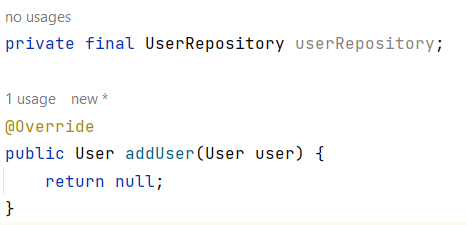 no usages
private final UserRepository userRepository;
1 usage new *
@Override
public User addUser(User user) {
    return null;
}